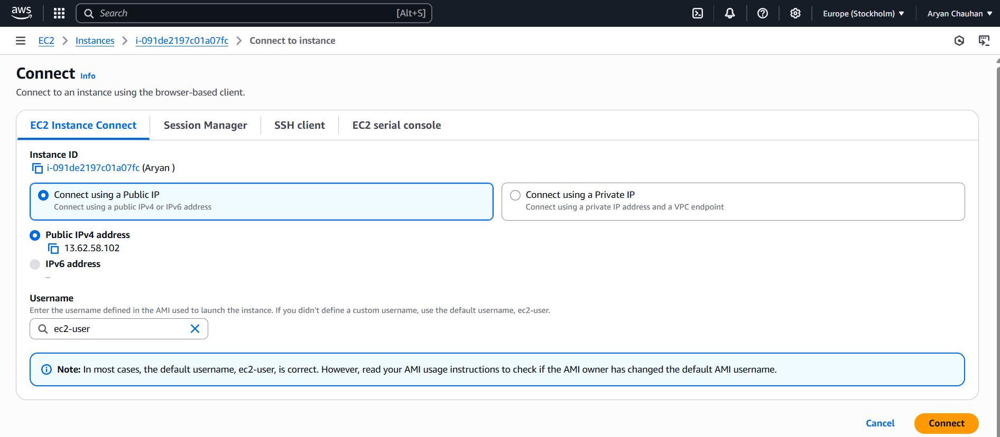 aws
Search [Alt+S]
Europe (Stockholm)
Aryan Chauhan
EC2 Instances i-091de2197c01a07fc Connect to instance
Connect Info
Connect to an instance using the browser-based client.
EC2 Instance Connect Session Manager SSH client EC2 serial console
Instance ID
i-091de2197c01a07fc (Aryan )
Connect using a Public IP
Connect using a public IPv4 or IPv6 address
Connect using a Private IP
Connect using a private IP address and a VPC endpoint
Public IPv4 address
13.62.58.102
IPv6 address
–
Username
Enter the username defined in the AMI used to launch the instance. If you didn't define a custom username, use the default username, ec2-user.
ec2-user
Note: In most cases, the default username, ec2-user, is correct. However, read your AMI usage instructions to check if the AMI owner has changed the default AMI username.
Cancel Connect